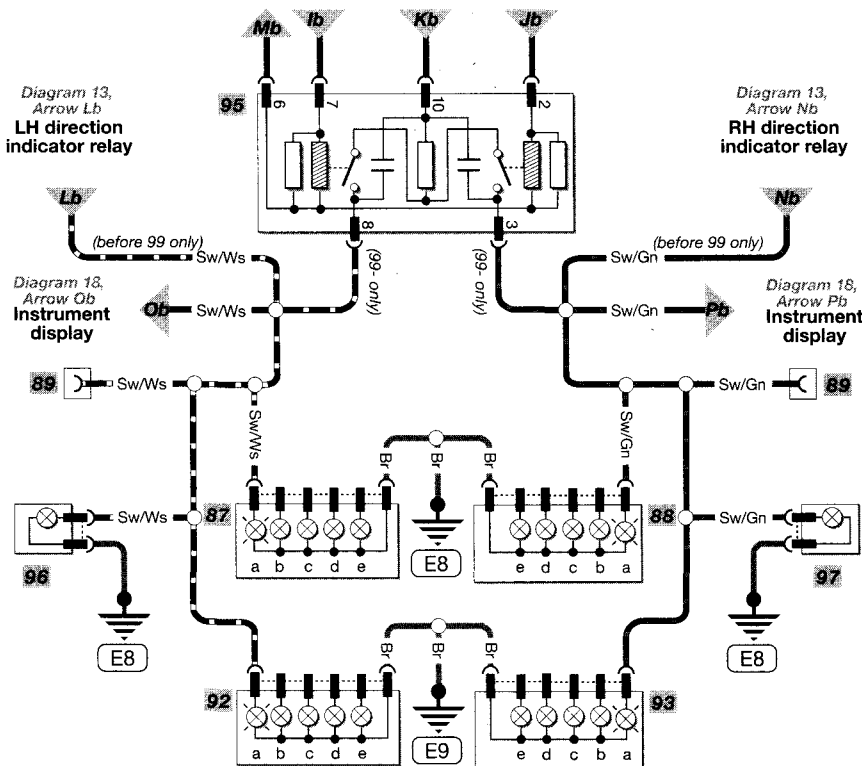 Mb Ib Kb Jb
Diagram 13,
Arrow Lb
LH direction
indicator relay
Diagram 13,
Arrow Nb
RH direction
indicator relay
95
6 7 10 2
Lb
Nb
8 3
(before 99 only)
Sw/Ws
(99- only)
(99- only)
(before 99 only)
Sw/Gn
Diagram 18,
Arrow Ob
Instrument
display
Ob
Sw/Ws
Sw/Gn
Pb
Diagram 18,
Arrow Pb
Instrument
display
89
Sw/Ws
Sw/Gn
89
Sw/Ws
Br
Br
Sw/Gn
96
Sw/Ws
87
a b c d e
E8
e d c b a
88
Sw/Gn
97
E8
E8
Br
Br
92
a b c d e
E9
e d c b a
93